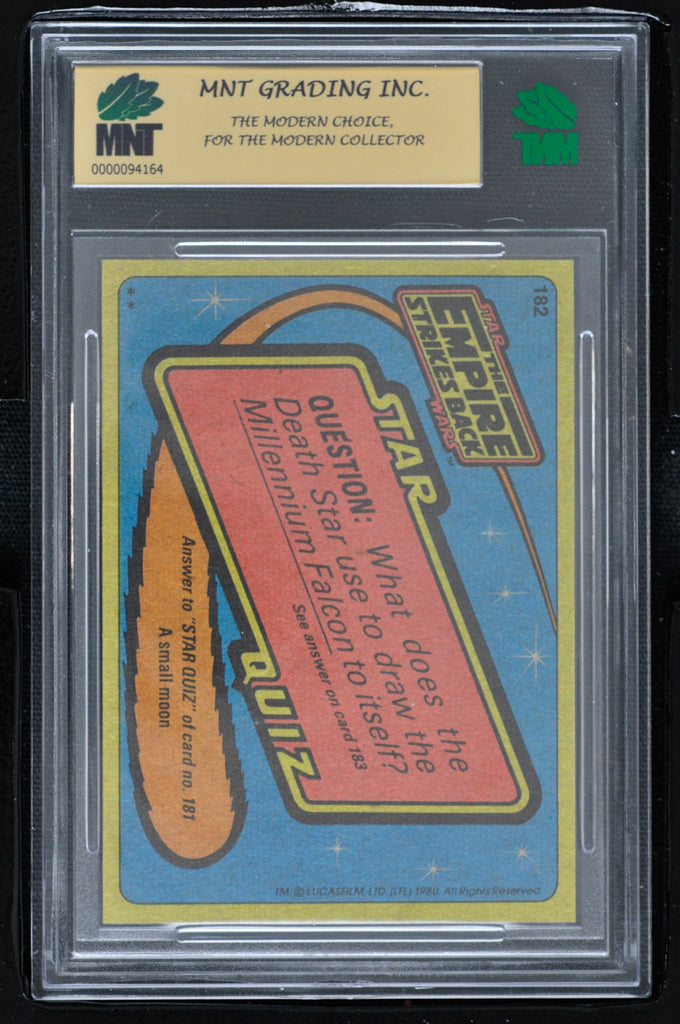 MNT GRADING INC.
THE MODERN CHOICE,
FOR THE MODERN COLLECTOR
MNT
0000094164
MNT
182
STAR
THE
EMPIRE
STRIKES BACK
WARS™
STAR
QUESTION: What does the
Death Star use to draw the
Millennium Falcon to itself?
See answer on card 183
QUIZ
Answer to "STAR QUIZ" of card no. 181
A small moon
**
TM & © LUCASFILM, LTD. (LFL) 1980. All Rights Reserved